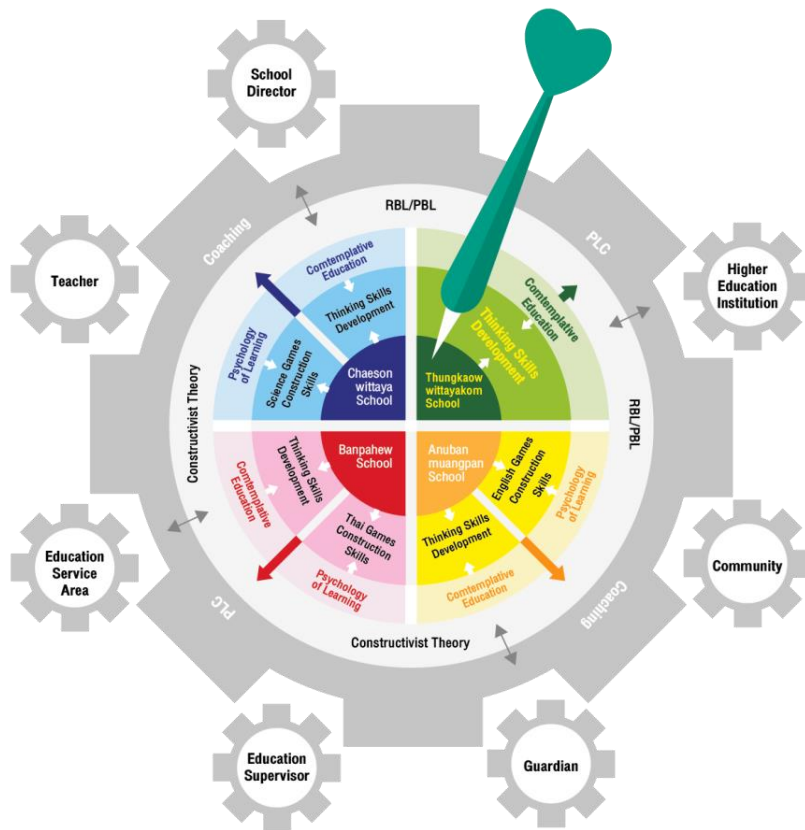 School
Director
RBL/PBL
Coaching
PLC
Teacher
Higher
Education
Institution
Comtemplative
Education
Thinking Skills
Development
Psychology
of Learning
Science Games
Construction
Skills
Chaeson
wittaya
School
Comtemplative
Education
Thinking Skills
Development
Thungkaow
wittayakom
School
Constructivist Theory
RBL/PBL
Banpahew
School
Thinking Skills
Development
Comtemplative
Education
Thai Games
Construction
Skills
Psychology
of Learning
Anuban
muangpan
School
English Games
Construction
Skills
Psychology
of Learning
Thinking Skills
Development
Comtemplative
Education
Education
Service
Area
Community
PLC
Coaching
Constructivist Theory
Education
Supervisor
Guardian